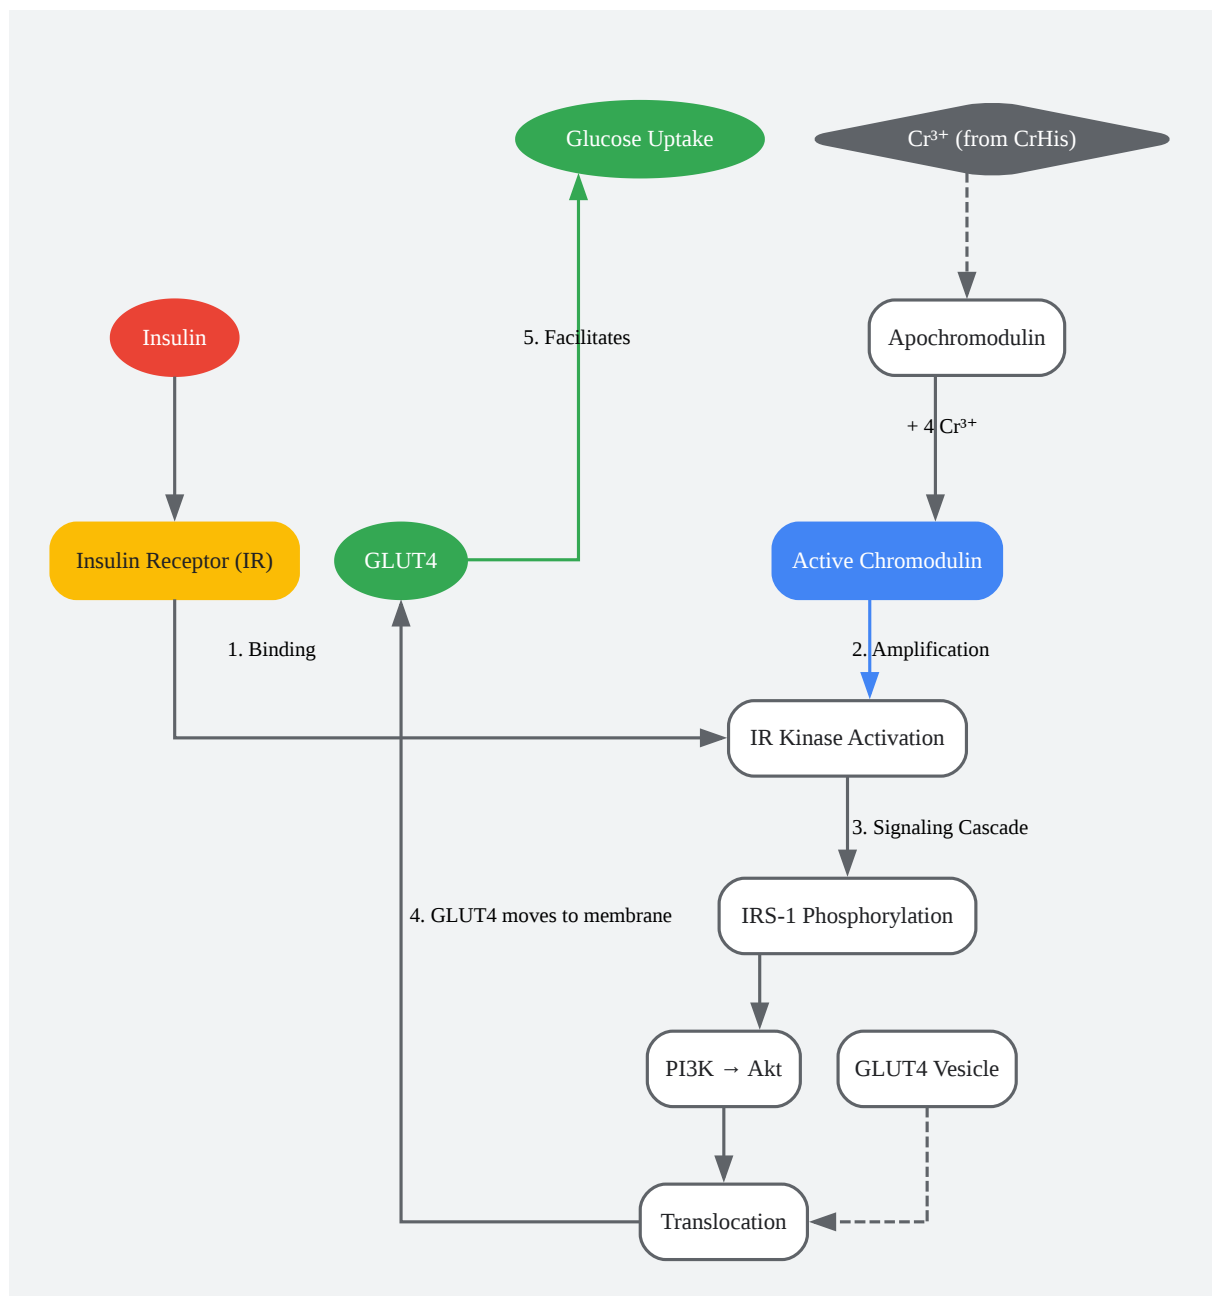 Glucose Uptake
Cr³⁺ (from CrHis)
Insulin
5. Facilitates
Apochromodulin
+ 4 Cr³⁺
Insulin Receptor (IR)
GLUT4
Active Chromodulin
1. Binding
2. Amplification
IR Kinase Activation
3. Signaling Cascade
4. GLUT4 moves to membrane
IRS-1 Phosphorylation
PI3K → Akt
GLUT4 Vesicle
Translocation